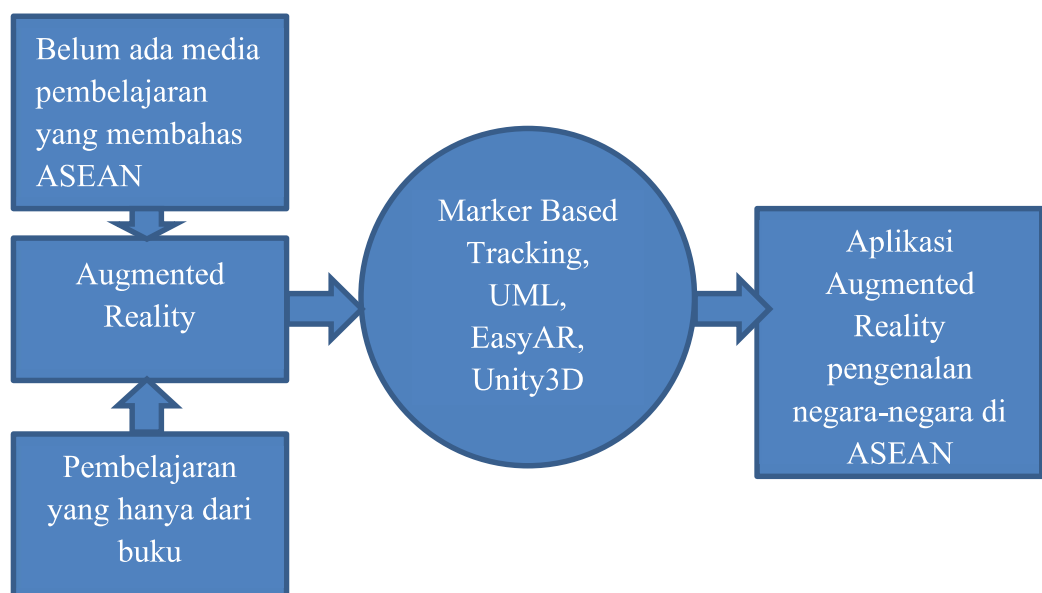 Belum ada media
pembelajaran
yang membahas
ASEAN
Augmented
Reality
Pembelajaran
yang hanya dari
buku
Marker Based
Tracking,
UML,
EasyAR,
Unity3D
Aplikasi
Augmented
Reality
pengenalan
negara-negara di
ASEAN